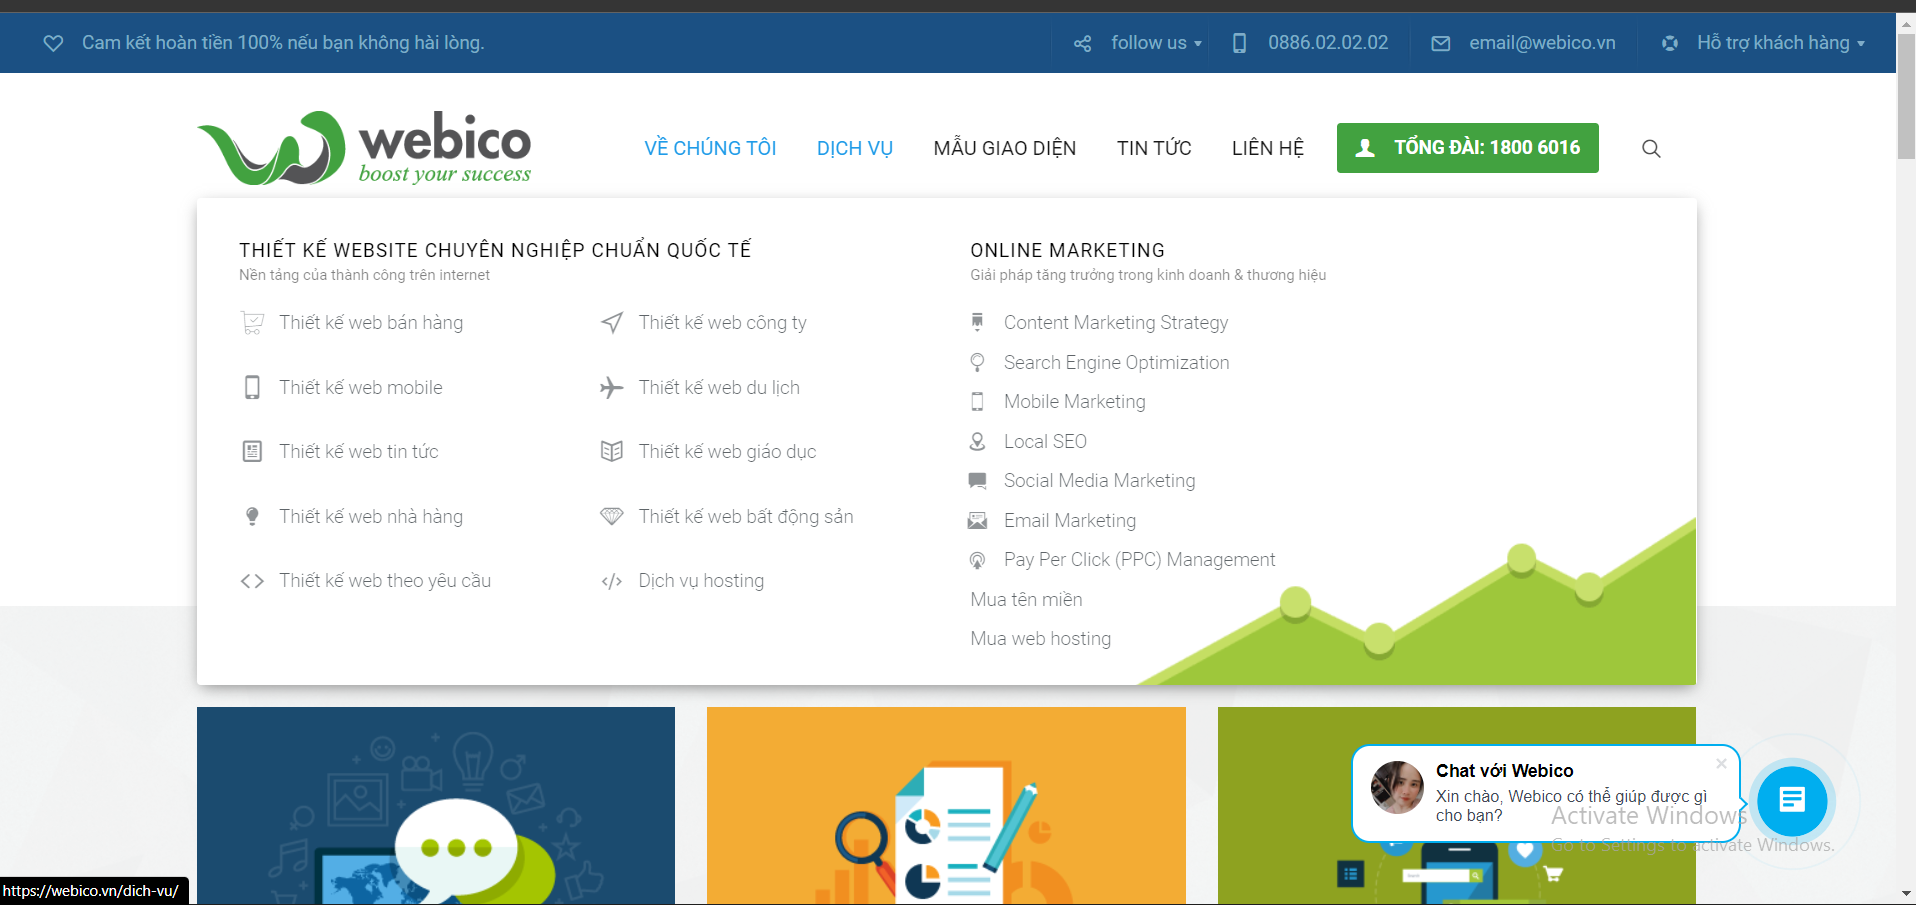 Cam kết hoàn tiền 100% nếu bạn không hài lòng.
follow us
0886.02.02.02
email@webico.vn
Hỗ trợ khách hàng
webico
boost your success
VỀ CHÚNG TÔI
DỊCH VỤ
MẪU GIAO DIỆN
TIN TỨC
LIÊN HỆ
TỔNG ĐÀI: 1800 6016
THIẾT KẾ WEBSITE CHUYÊN NGHIỆP CHUẨN QUỐC TẾ
Nền tảng của thành công trên internet
Thiết kế web bán hàng
Thiết kế web công ty
Thiết kế web mobile
Thiết kế web du lịch
Thiết kế web tin tức
Thiết kế web giáo dục
Thiết kế web nhà hàng
Thiết kế web bất động sản
Thiết kế web theo yêu cầu
Dịch vụ hosting
ONLINE MARKETING
Giải pháp tăng trưởng trong kinh doanh & thương hiệu
Content Marketing Strategy
Search Engine Optimization
Mobile Marketing
Local SEO
Social Media Marketing
Email Marketing
Pay Per Click (PPC) Management
Mua tên miền
Mua web hosting
Chat với Webico
Xin chào, Webico có thể giúp được gì
cho bạn?
Activate Windows
Go to Settings to activate Windows.
https://webico.vn/dich-vu/